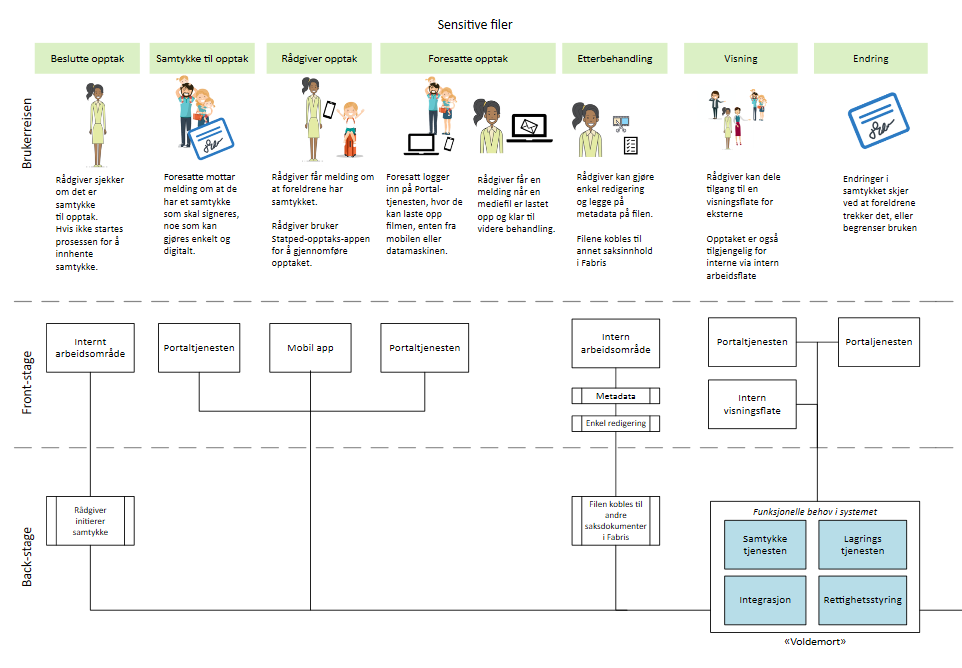 Sensitive filer
Beslutte opptak
Samtykke til opptak
Rådgiver opptak
Foresatte opptak
Etterbehandling
Visning
Endring
Brukerreisen
Rådgiver sjekker
om det er
samtykke
til opptak.
Hvis ikke startes
prosessen for å
innhente
samtykke.
Foresatte mottar
melding om at de
har et samtykke
som skal signeres,
noe som kan
gjøres enkelt og
digitalt.
Rådgiver får melding om
at foreldrene har
samtykket.
Rådgiver bruker
Statped-opptaks-appen
for å gjennomføre
opptaket.
Foresatt logger
inn på Portal-
tjenesten, hvor de
kan laste opp
filmen, enten fra
mobilen eller
datamaskinen.
Rådgiver får en
melding når en
mediefil er lastet
opp og klar til
videre behandling.
Rådgiver kan gjøre
enkel redigering
og legge på
metadata på filen.
Filene kobles til
annet saksinnhold
i Fabris
Rådgiver kan dele
tilgang til en
visningsflate for
eksterne
Opptaket er også
tilgjengelig for
interne via intern
arbeidsflate
Endringer i
samtykket skjer
ved at foreldrene
trekker det, eller
begrenser bruken
Front-stage
Internt
arbeidsområde
Portaltjenesten
Mobil app
Portaltjenesten
Intern
arbeidsområde
Metadata
Enkel redigering
Portaltjenesten
Intern
visningsflate
Portaljenesten
Back-stage
Rådgiver
initierer
samtykke
Filen kobles til
andre
saksdokumenter
i Fabris
Funksjonelle behov i systemet
Samtykke
tjenesten
Lagrings
tjenesten
Integrasjon
Rettighetsstyring
«Voldemort»